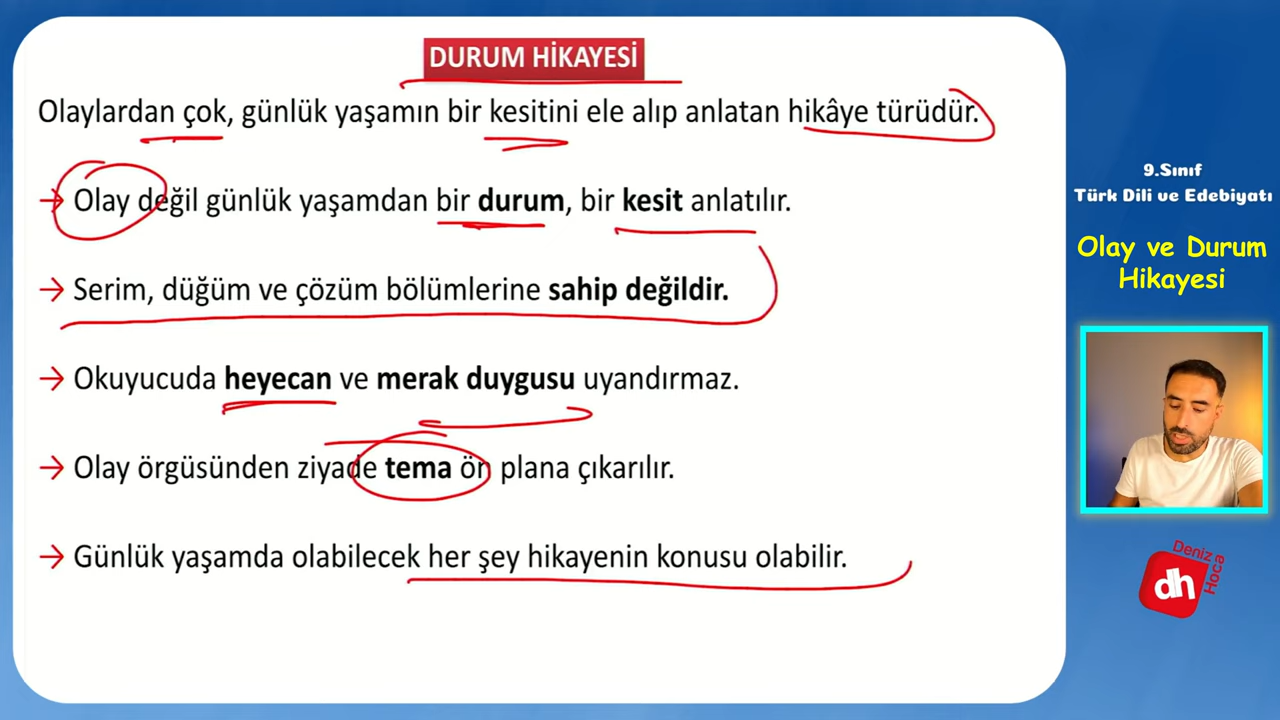 DURUM HİKAYESİ
Olaylardan çok, günlük yaşamın bir kesitini ele alıp anlatan hikâye türüdür.
→ Olay değil günlük yaşamdan bir durum, bir kesit anlatılır.
→ Serim, düğüm ve çözüm bölümlerine sahip değildir.
→ Okuyucuda heyecan ve merak duygusu uyandırmaz.
→ Olay örgüsünden ziyade tema ön plana çıkarılır.
→ Günlük yaşamda olabilecek her şey hikayenin konusu olabilir.
9.Sınıf
Türk Dili ve Edebiyatı
Olay ve Durum
Hikayesi
Deniz
Hoca
dh